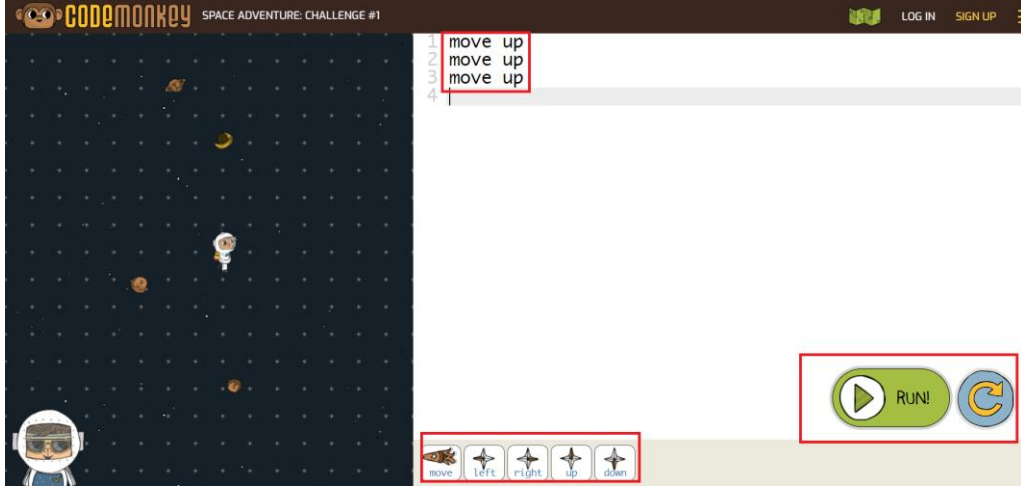 CODEMONKEY SPACE ADVENTURE: CHALLENGE #1 LOG IN SIGN UP
1 move up
2 move up
3 move up
4
RUN!
move left right up down